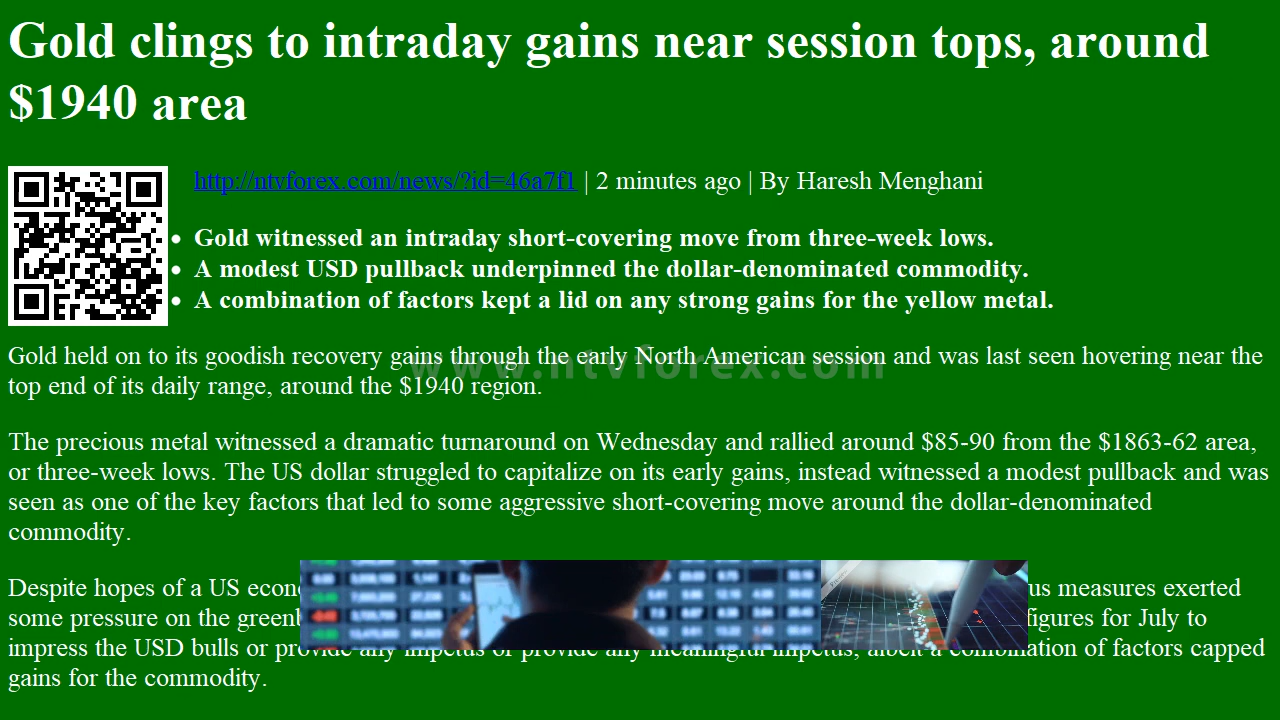 Gold clings to intraday gains near session tops, around
$1940 area
http://ntvforex.com/news/?id=46a7f1 | 2 minutes ago | By Haresh Menghani
Gold witnessed an intraday short-covering move from three-week lows.
A modest USD pullback underpinned the dollar-denominated commodity.
A combination of factors kept a lid on any strong gains for the yellow metal.
www.ntvforex.com
Gold held on to its goodish recovery gains through the early North American session and was last seen hovering near the
top end of its daily range, around the $1940 region.
The precious metal witnessed a dramatic turnaround on Wednesday and rallied around $85-90 from the $1863-62 area,
or three-week lows. The US dollar struggled to capitalize on its early gains, instead witnessed a modest pullback and was
seen as one of the key factors that led to some aggressive short-covering move around the dollar-denominated
commodity.
Despite hopes of a US econ us measures exerted
some pressure on the greenb figures for July to
impress the USD bulls or provide any impetus or provide any meaningful impetus, albeit a combination of factors capped
gains for the commodity.